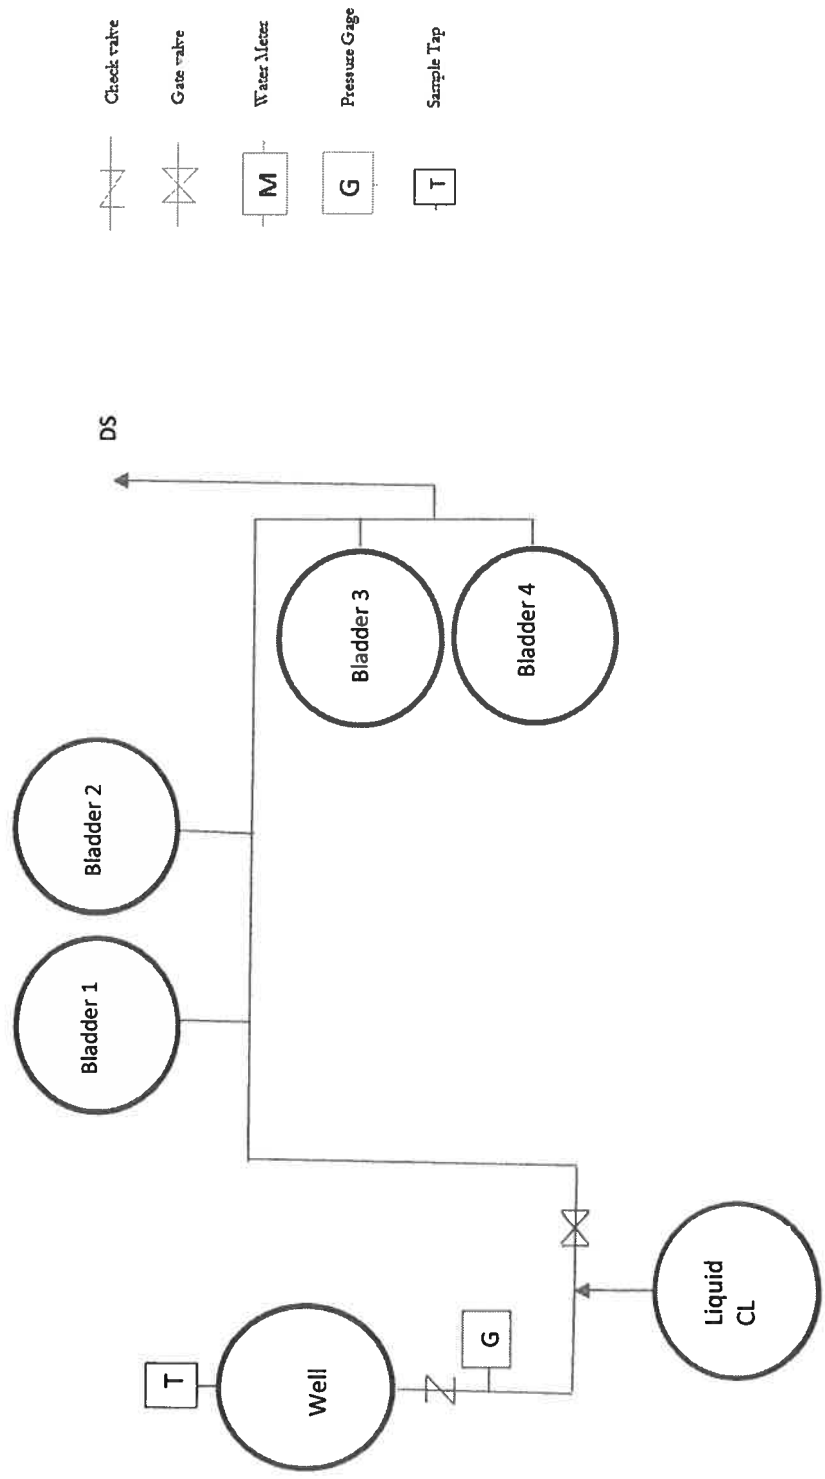 Check valve
Gate valve
M
Water Meter
G
Pressure Gage
T
Sample Tap
DS
Bladder 1
Bladder 2
Bladder 3
Bladder 4
T
Well
G
Liquid
CL